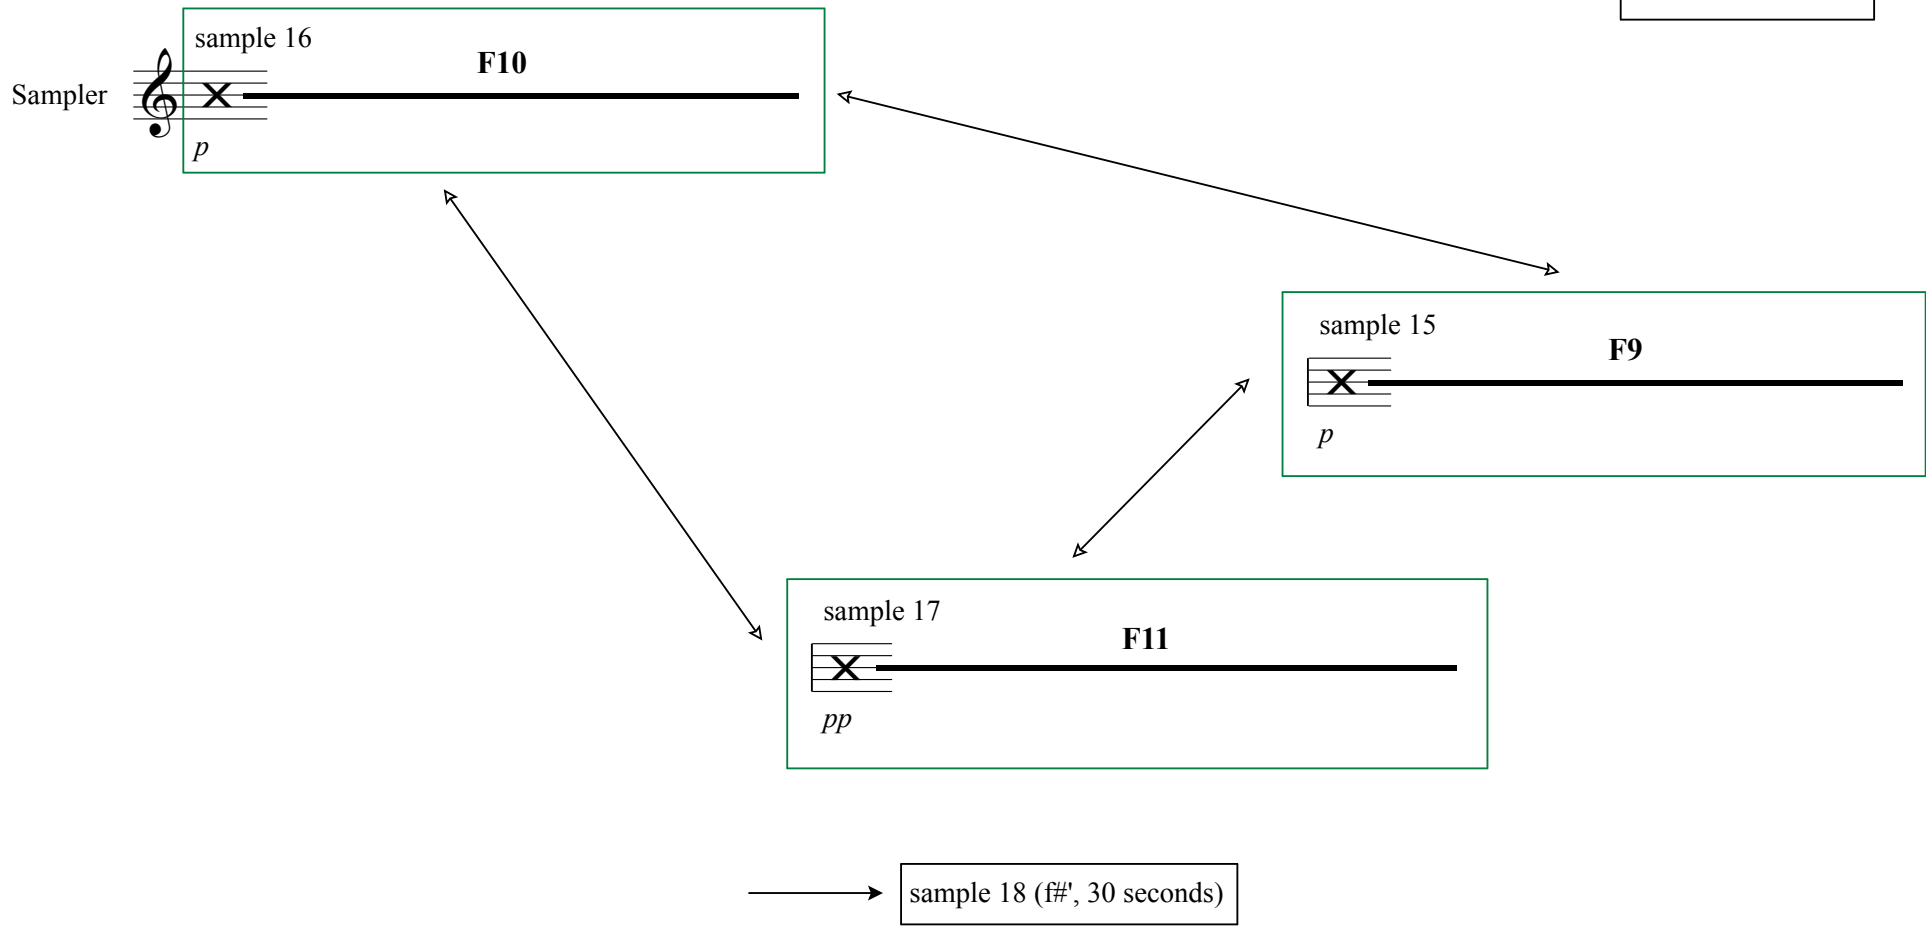 sample 16
F10
Sampler
p
sample 15
F9
p
sample 17
F11
pp
sample 18 (f#', 30 seconds)